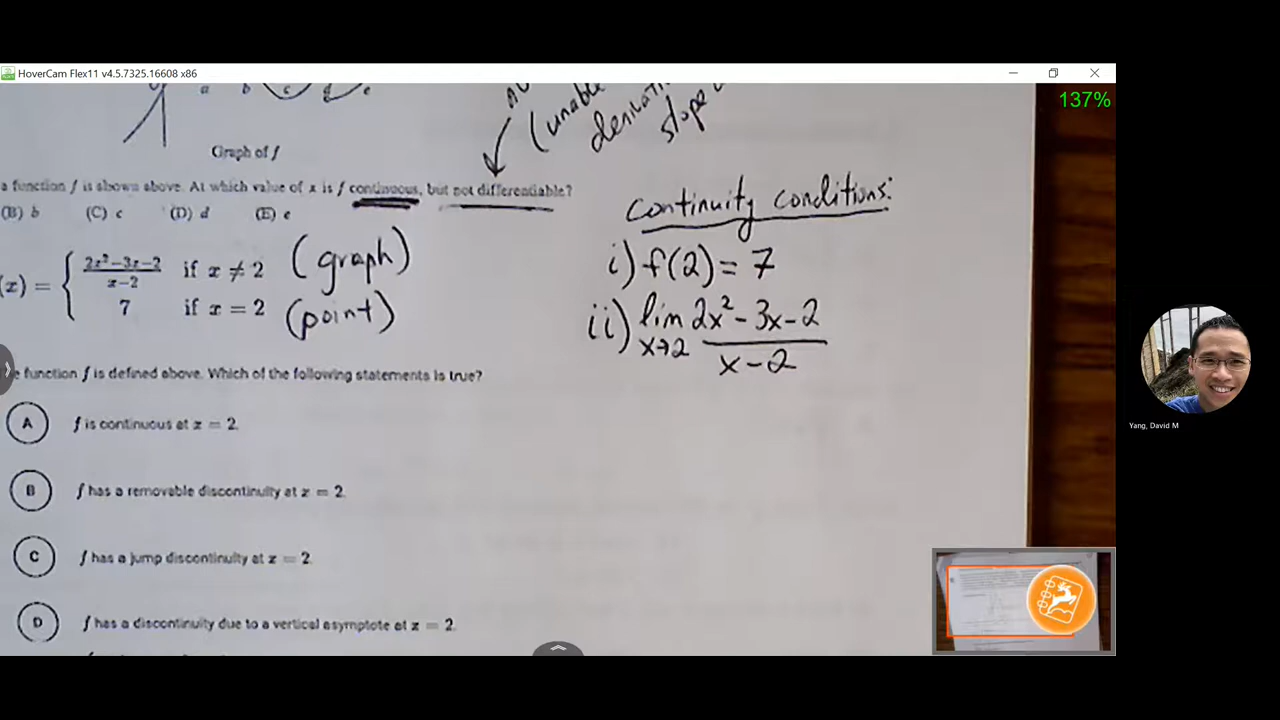 HoverCam Flex11 v4.5.7325.16608 x86
137%
a b c d e
(unable
slope
Graph of f
a function f is shown above. At which value of x is f continuous, but not differentiable?
(B) b (C) c (D) d (E) e
continuity conditions:
(x) = { 2x²-3x-2 / x-2 if x ≠ 2 (graph)
7 if x = 2 (point)
i) f(2) = 7
ii) lim x→2 2x² - 3x - 2 / x - 2
e function f is defined above. Which of the following statements is true?
A f is continuous at x = 2.
B f has a removable discontinuity at x = 2.
C f has a jump discontinuity at x = 2.
D f has a discontinuity due to a vertical asymptote at x = 2.
Yang, David M